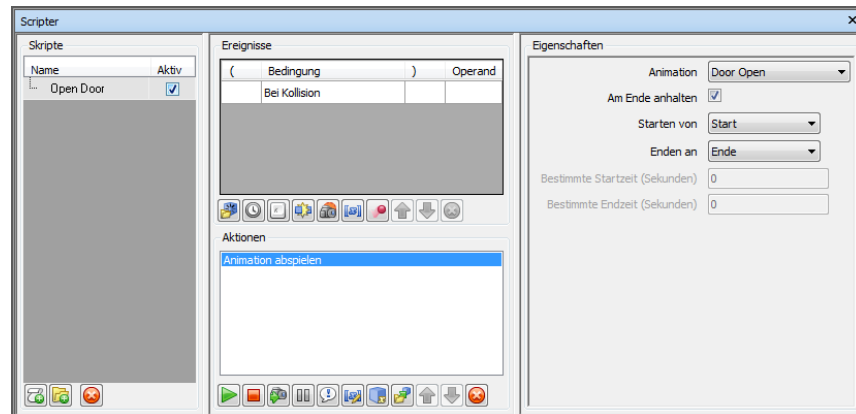 Scripter
Skripte
Name Aktiv
Open Door
Ereignisse
( Bedingung ) Operand
Bei Kollision
Aktionen
Animation abspielen
Eigenschaften
Animation Door Open
Am Ende anhalten
Starten von Start
Enden an Ende
Bestimmte Startzeit (Sekunden) 0
Bestimmte Endzeit (Sekunden) 0